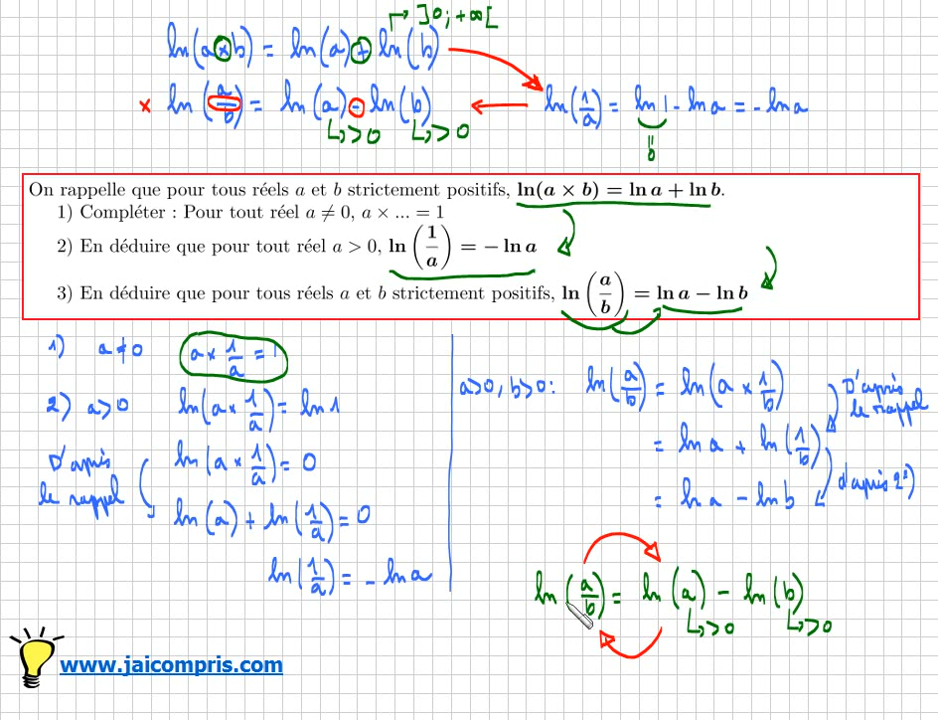 ↱ ]0; +∞[
ln(a×b) = ln(a) + ln(b)
× ln(a/b) = ln(a) - ln(b) ← ln(1/a) = ln 1 - ln a = - ln a
↳ >0 ↳ >0 " 0
On rappelle que pour tous réels a et b strictement positifs, ln(a × b) = ln a + ln b.
1) Compléter : Pour tout réel a ≠ 0, a × ... = 1
2) En déduire que pour tout réel a > 0, ln(1/a) = − ln a
3) En déduire que pour tous réels a et b strictement positifs, ln(a/b) = ln a − ln b
1) a ≠ 0 a × 1/a = 1
2) a>0 ln(a × 1/a) = ln 1
D'après le rappel
ln(a × 1/a) = 0
ln(a) + ln(1/a) = 0
ln(1/a) = - ln a
a>0, b>0 : ln(a/b) = ln(a × 1/b)
D'après le rappel
= ln a + ln(1/b)
d'après 2°)
= ln a - ln b
ln(a/b) = ln(a) - ln(b)
↳ >0 ↳ >0
www.jaicompris.com